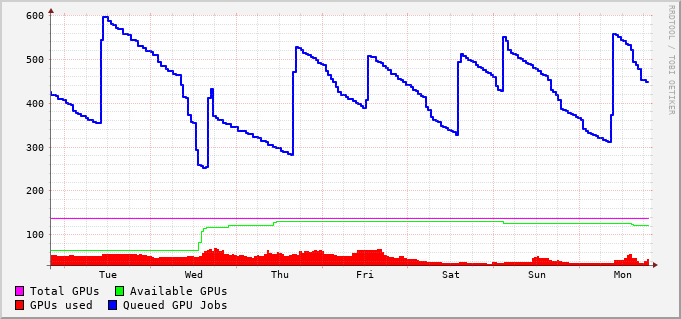 600
500
400
300
200
100
Tue Wed Thu Fri Sat Sun Mon
Total GPUs Available GPUs
GPUs used Queued GPU Jobs
RRDTOOL / TOBI OETIKER